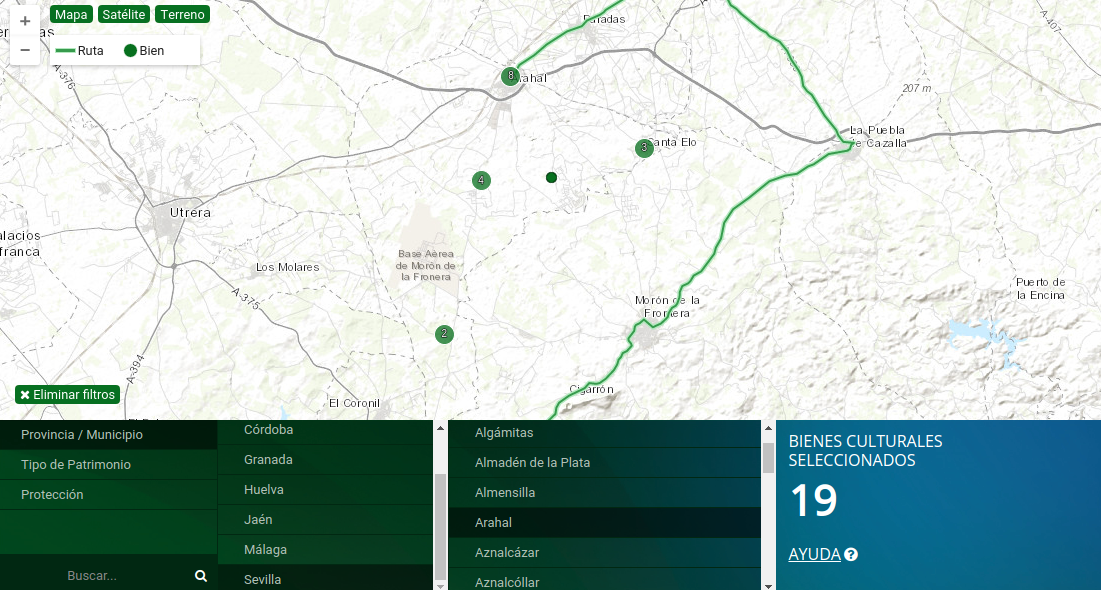 +
−
Mapa
Satélite
Terreno
Ruta
Bien
A-376
Paradas
A-407
8
207 m
La Puebla
de Cazalla
3
Santa Elo
4
Utrera
alacios
franca
Base Aérea
de Morón de
la Fronera
Los Molares
A-375
Puerto de
la Encina
Morón de la
Frontera
2
A-394
Cigarrón
El Coronil
Eliminar filtros
Provincia / Municipio
Tipo de Patrimonio
Protección
Buscar...
Córdoba
Granada
Huelva
Jaén
Málaga
Sevilla
Algámitas
Almadén de la Plata
Almensilla
Arahal
Aznalcázar
Aznalcóllar
BIENES CULTURALES
SELECCIONADOS
19
AYUDA ?